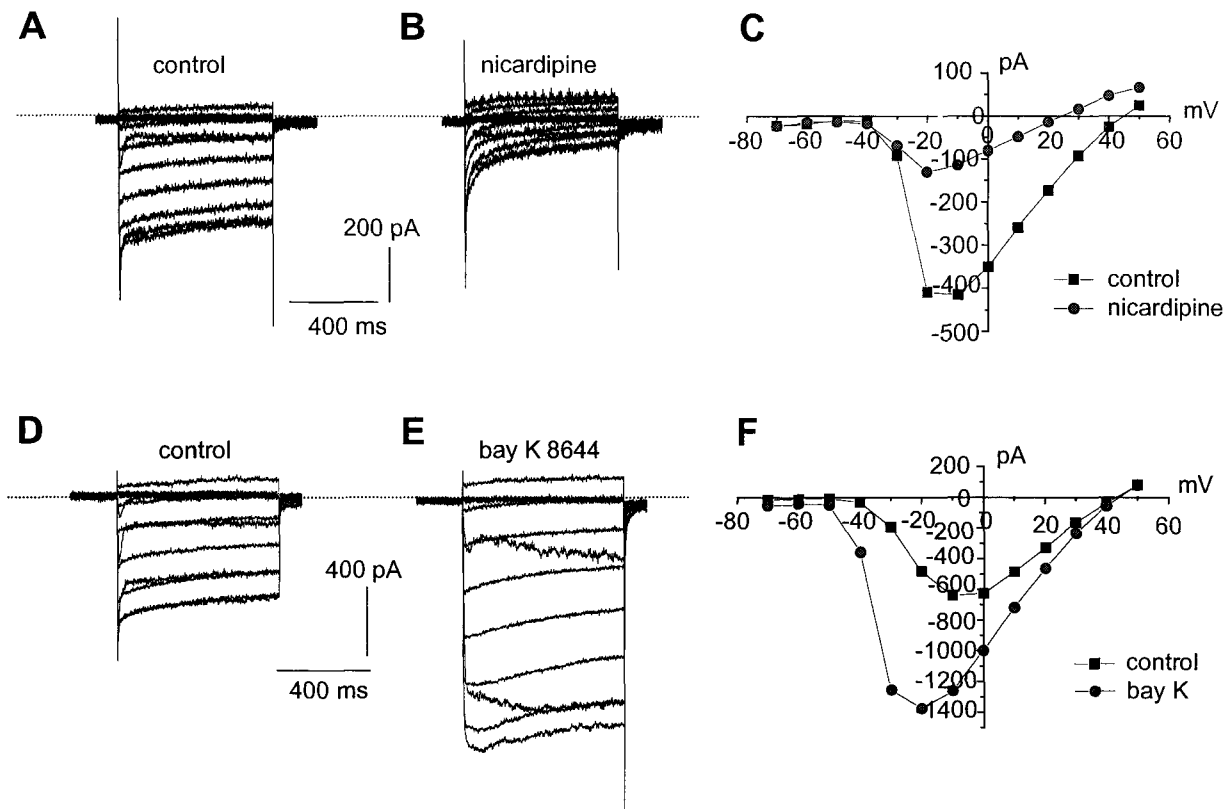 A
control
B
nicardipine
200 pA
400 ms
C
pA
100
0
-100
-200
-300
-400
-500
-80 -60 -40 -20 0 20 40 60
mV
control
nicardipine
D
control
E
bay K 8644
400 pA
400 ms
F
pA
200
0
-200
-400
-600
-800
-1000
-1200
-1400
-80 -60 -40 -20 0 20 40 60
mV
control
bay K